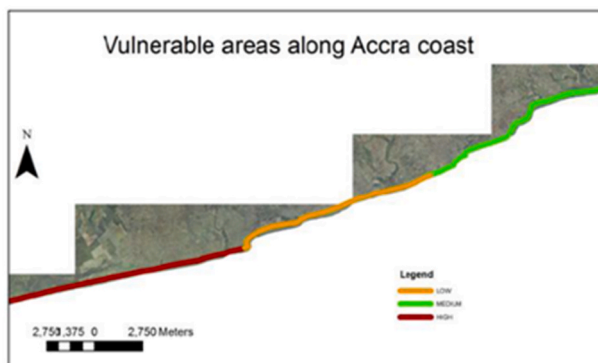 Vulnerable areas along Accra coast
N
Legend
LOW
MEDIUM
HIGH
2,750 1,375 0 2,750 Meters